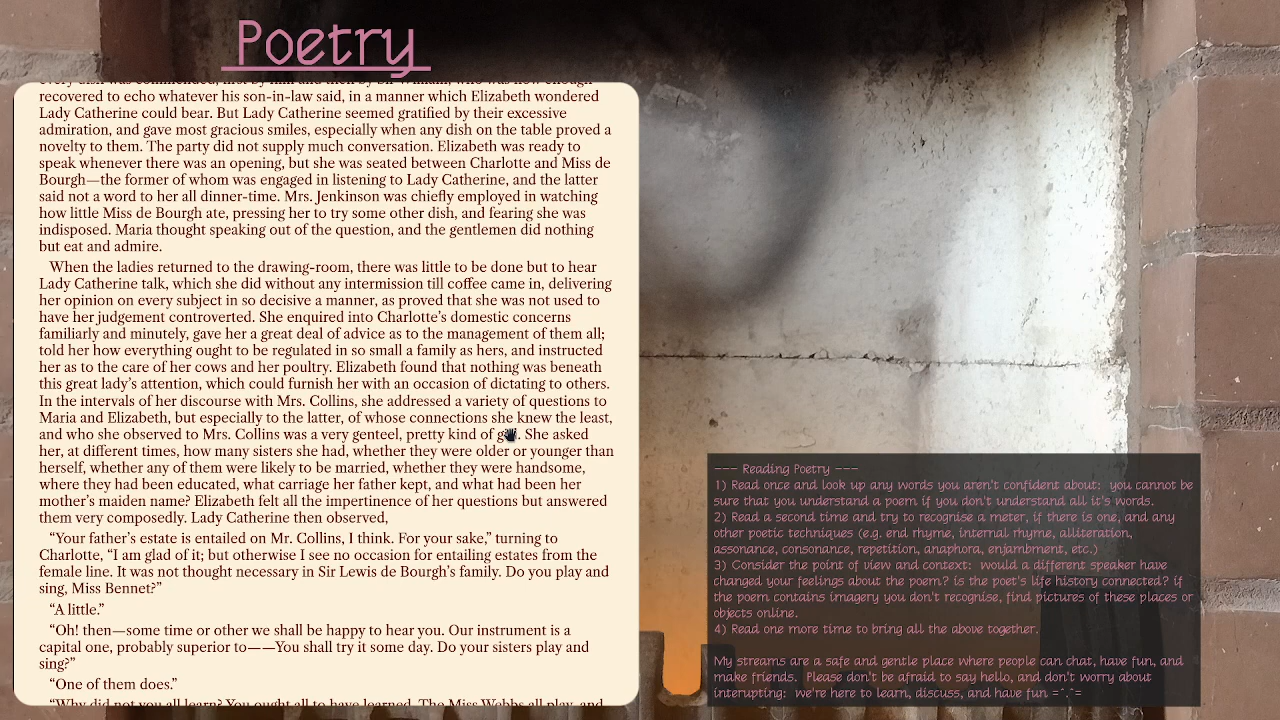 Poetry
recovered to echo whatever his son-in-law said, in a manner which Elizabeth wondered
Lady Catherine could bear. But Lady Catherine seemed gratified by their excessive
admiration, and gave most gracious smiles, especially when any dish on the table proved a
novelty to them. The party did not supply much conversation. Elizabeth was ready to
speak whenever there was an opening, but she was seated between Charlotte and Miss de
Bourgh—the former of whom was engaged in listening to Lady Catherine, and the latter
said not a word to her all dinner-time. Mrs. Jenkinson was chiefly employed in watching
how little Miss de Bourgh ate, pressing her to try some other dish, and fearing she was
indisposed. Maria thought speaking out of the question, and the gentlemen did nothing
but eat and admire.
When the ladies returned to the drawing-room, there was little to be done but to hear
Lady Catherine talk, which she did without any intermission till coffee came in, delivering
her opinion on every subject in so decisive a manner, as proved that she was not used to
have her judgement controverted. She enquired into Charlotte's domestic concerns
familiarly and minutely, gave her a great deal of advice as to the management of them all;
told her how everything ought to be regulated in so small a family as hers, and instructed
her as to the care of her cows and her poultry. Elizabeth found that nothing was beneath
this great lady's attention, which could furnish her with an occasion of dictating to others.
In the intervals of her discourse with Mrs. Collins, she addressed a variety of questions to
Maria and Elizabeth, but especially to the latter, of whose connections she knew the least,
and who she observed to Mrs. Collins was a very genteel, pretty kind of She asked
her, at different times, how many sisters she had, whether they were older or younger than
herself, whether any of them were likely to be married, whether they were handsome,
where they had been educated, what carriage her father kept, and what had been her
mother's maiden name? Elizabeth felt all the impertinence of her questions but answered
them very composedly. Lady Catherine then observed,
“Your father's estate is entailed on Mr. Collins, I think. For your sake,” turning to
Charlotte, “I am glad of it; but otherwise I see no occasion for entailing estates from the
female line. It was not thought necessary in Sir Lewis de Bourgh's family. Do you play and
sing, Miss Bennet?”
“A little.”
“Oh! then—some time or other we shall be happy to hear you. Our instrument is a
capital one, probably superior to——You shall try it some day. Do your sisters play and
sing?”
“One of them does.”
“Why did not you all learn? You ought all to have learned. The Miss Webbs all play, and
--- Reading Poetry ---
1) Read once and look up any words you aren't confident about: you cannot be
sure that you understand a poem if you don't understand all it's words.
2) Read a second time and try to recognise a meter, if there is one, and any
other poetic techniques (e.g. end rhyme, internal rhyme, alliteration,
assonance, consonance, repetition, anaphora, enjambment, etc.)
3) Consider the point of view and context: would a different speaker have
changed your feelings about the poem? is the poet's life history connected? if
the poem contains imagery you don't recognise, find pictures of these places or
objects online.
4) Read one more time to bring all the above together.
My streams are a safe and gentle place where people can chat, have fun, and
make friends. Please don't be afraid to say hello, and don't worry about
interupting: we're here to learn, discuss, and have fun =^.^=